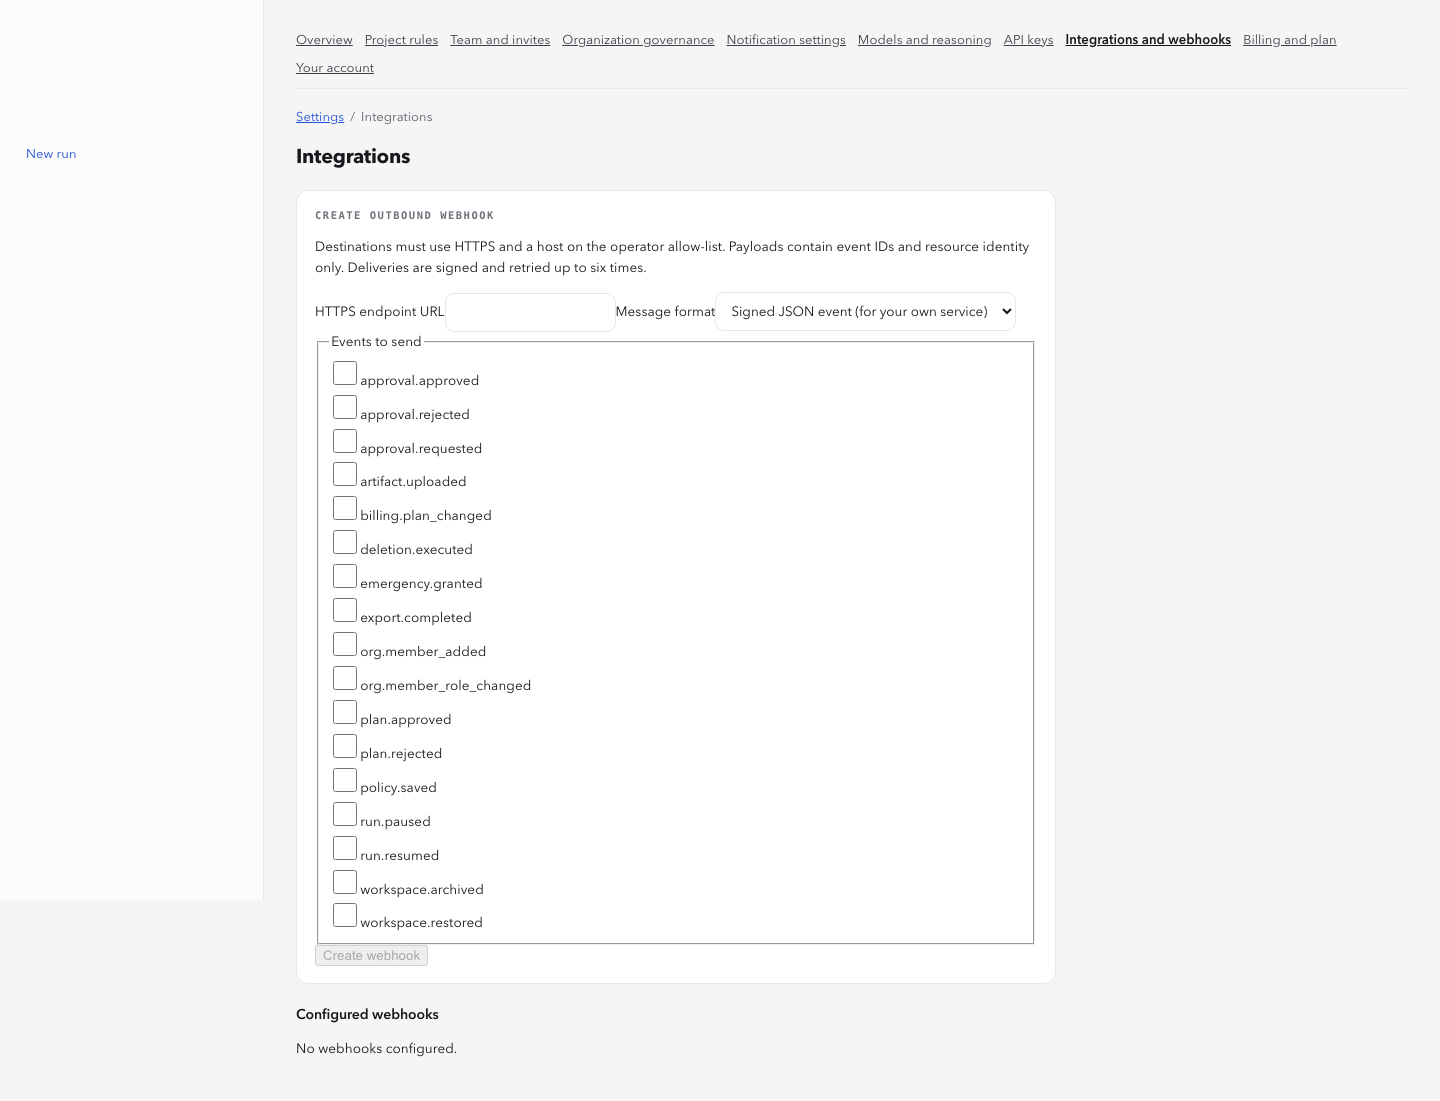 Overview Project rules Team and invites Organization governance Notification settings Models and reasoning API keys Integrations and webhooks Billing and plan
Your account
Settings / Integrations
New run
Integrations
CREATE OUTBOUND WEBHOOK
Destinations must use HTTPS and a host on the operator allow-list. Payloads contain event IDs and resource identity
only. Deliveries are signed and retried up to six times.
HTTPS endpoint URL Message format Signed JSON event (for your own service)
Events to send
approval.approved
approval.rejected
approval.requested
artifact.uploaded
billing.plan_changed
deletion.executed
emergency.granted
export.completed
org.member_added
org.member_role_changed
plan.approved
plan.rejected
policy.saved
run.paused
run.resumed
workspace.archived
workspace.restored
Create webhook
Configured webhooks
No webhooks configured.